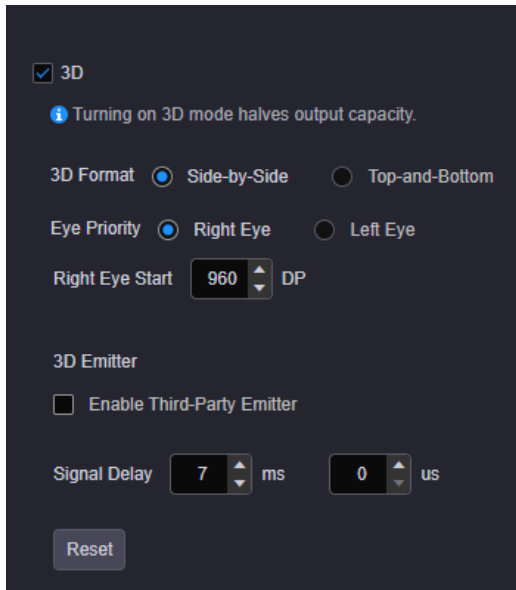 3D
Turning on 3D mode halves output capacity.
3D Format Side-by-Side Top-and-Bottom
Eye Priority Right Eye Left Eye
Right Eye Start 960 DP
3D Emitter
Enable Third-Party Emitter
Signal Delay 7 ms 0 us
Reset